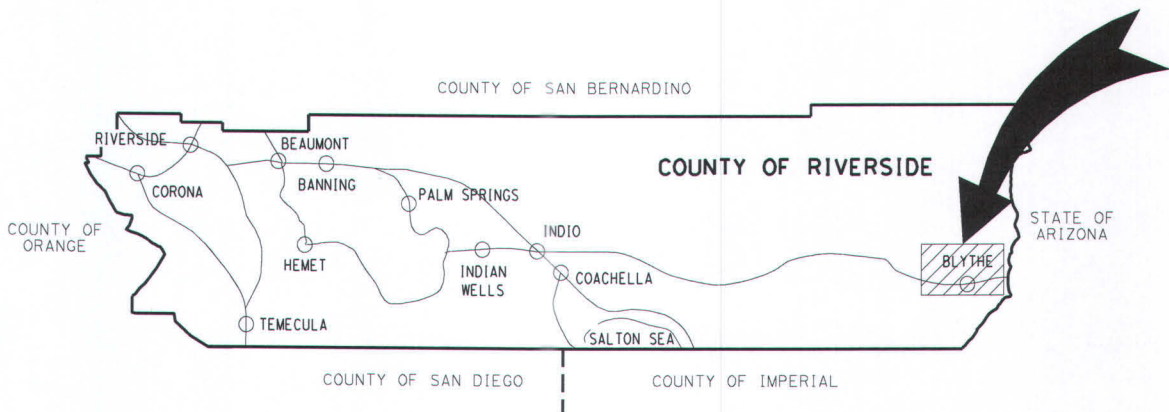 COUNTY OF SAN BERNARDINO
RIVERSIDE
BEAUMONT
BANNING
CORONA
COUNTY OF RIVERSIDE
PALM SPRINGS
COUNTY OF
ORANGE
STATE OF
ARIZONA
HEMET
INDIO
INDIAN
WELLS
COACHELLA
BLYTHE
TEMECULA
SALTON SEA
COUNTY OF SAN DIEGO
COUNTY OF IMPERIAL